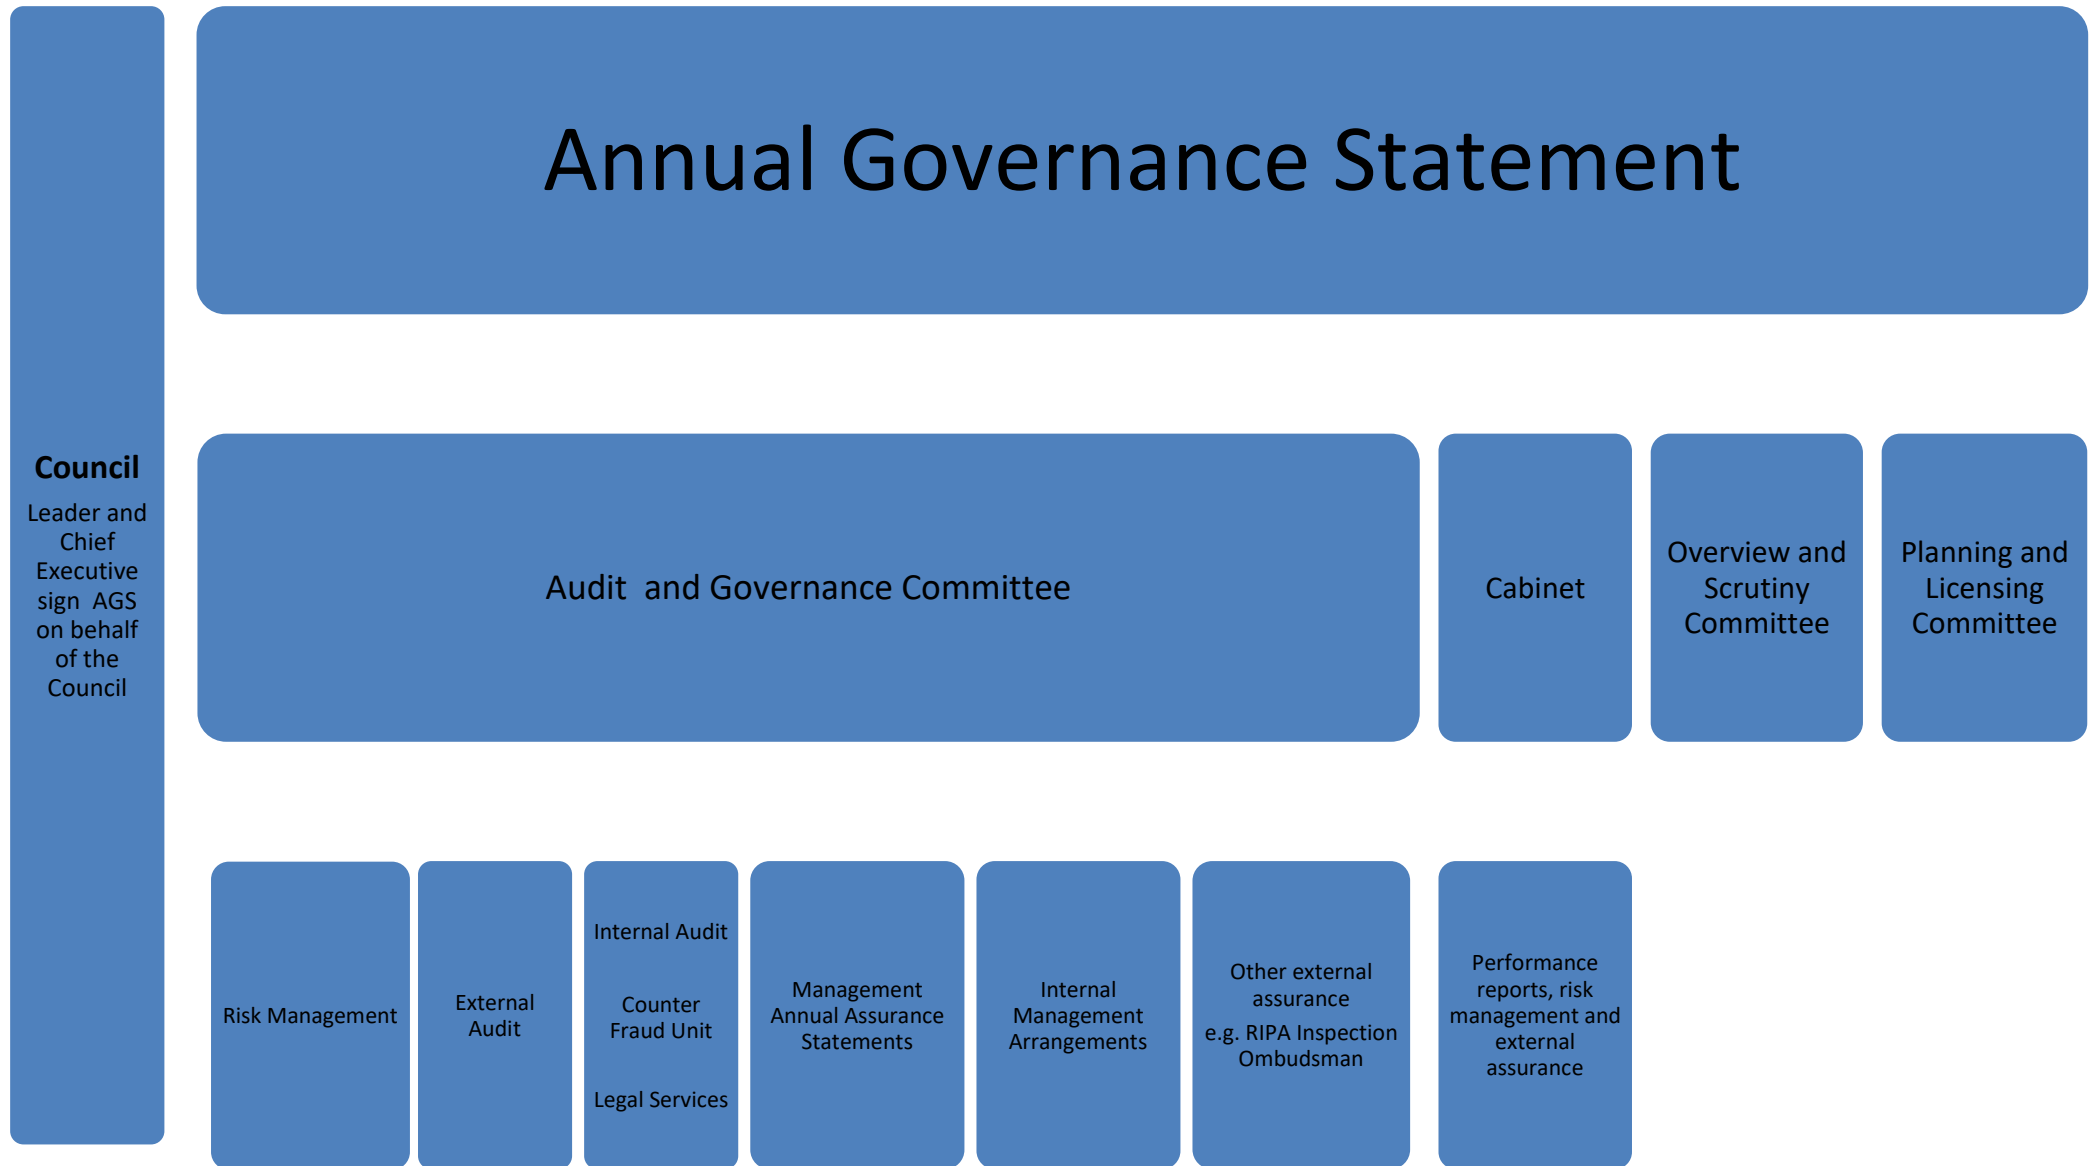 Annual Governance Statement
Council
Leader and
Chief
Executive
sign  AGS
on behalf
of the
Council
Audit  and Governance Committee
Cabinet
Overview and
Scrutiny
Committee
Planning and
Licensing
Committee
Risk Management
External
Audit
Internal Audit
Counter
Fraud Unit
Legal Services
Management
Annual Assurance
Statements
Internal
Management
Arrangements
Other external
assurance
e.g. RIPA Inspection
Ombudsman
Performance
reports, risk
management and
external
assurance